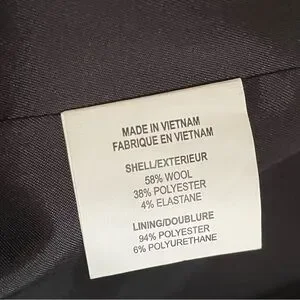 MADE IN VIETNAM
FABRIQUE EN VIETNAM
SHELL/EXTERIEUR
58% WOOL
38% POLYESTER
4% ELASTANE
LINING/DOUBLURE
94% POLYESTER
6% POLYURETHANE